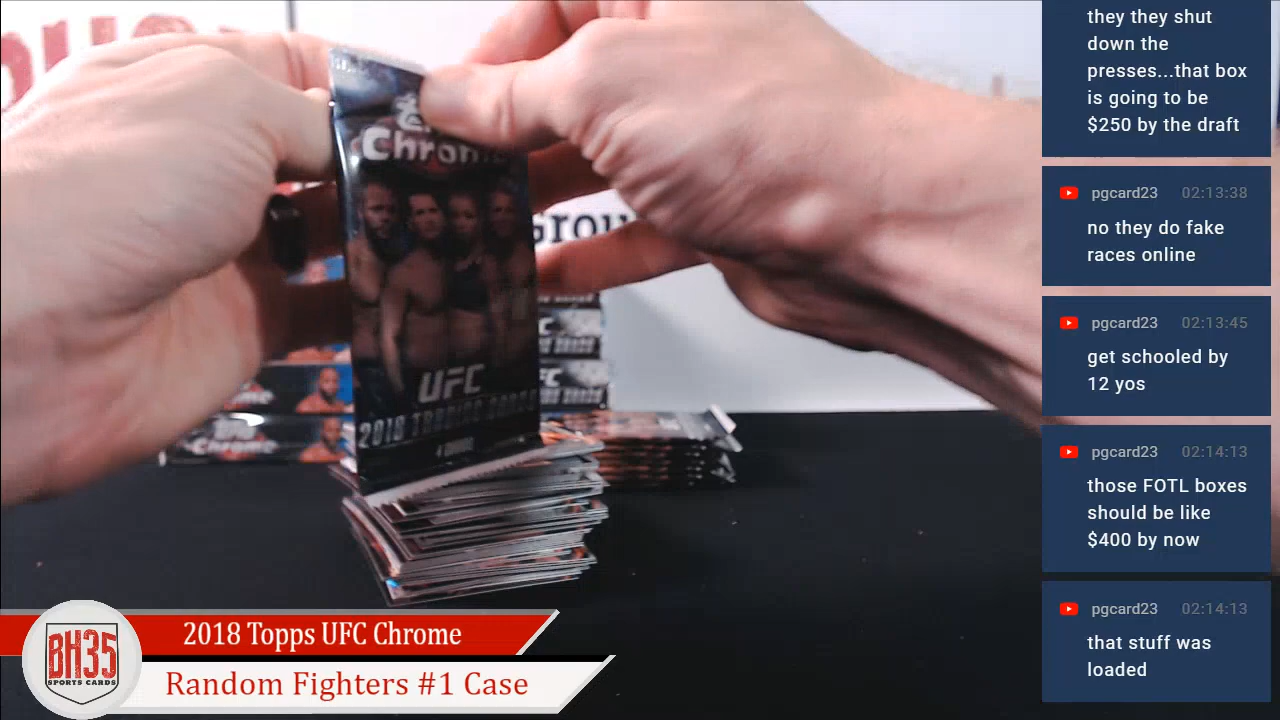 Chrome
UFC
2018 TRADING CARDS
Grou
Chrome
2018 Topps UFC Chrome
Random Fighters #1 Case
BH35
SPORTS CARDS
they they shut
down the
presses...that box
is going to be
$250 by the draft
pgcard23 02:13:38
no they do fake
races online
pgcard23 02:13:45
get schooled by
12 yos
pgcard23 02:14:13
those FOTL boxes
should be like
$400 by now
pgcard23 02:14:13
that stuff was
loaded